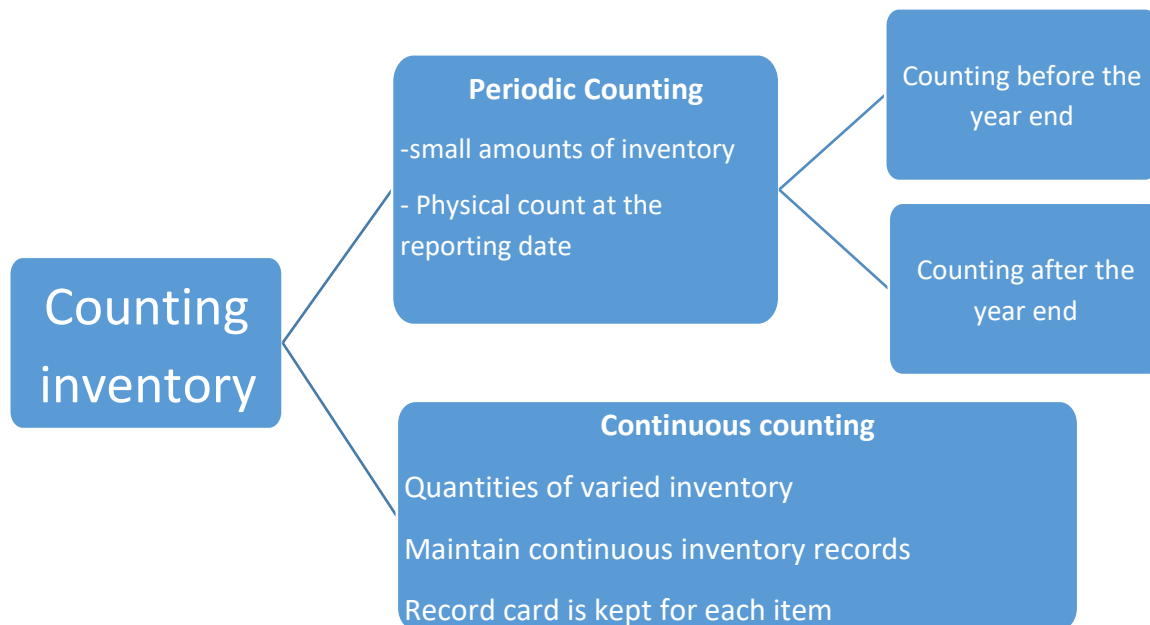 Counting
inventory
Periodic Counting
-small amounts of inventory
- Physical count at the
reporting date
Counting before the
year end
Counting after the
year end
Continuous counting
Quantities of varied inventory
Maintain continuous inventory records
Record card is kept for each item